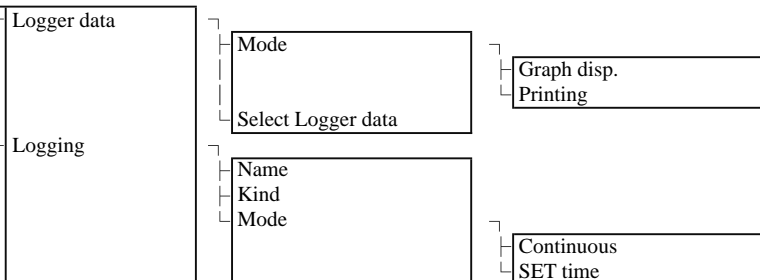 Logger data
Mode
Graph disp.
Printing
Select Logger data
Logging
Name
Kind
Mode
Continuous
SET time